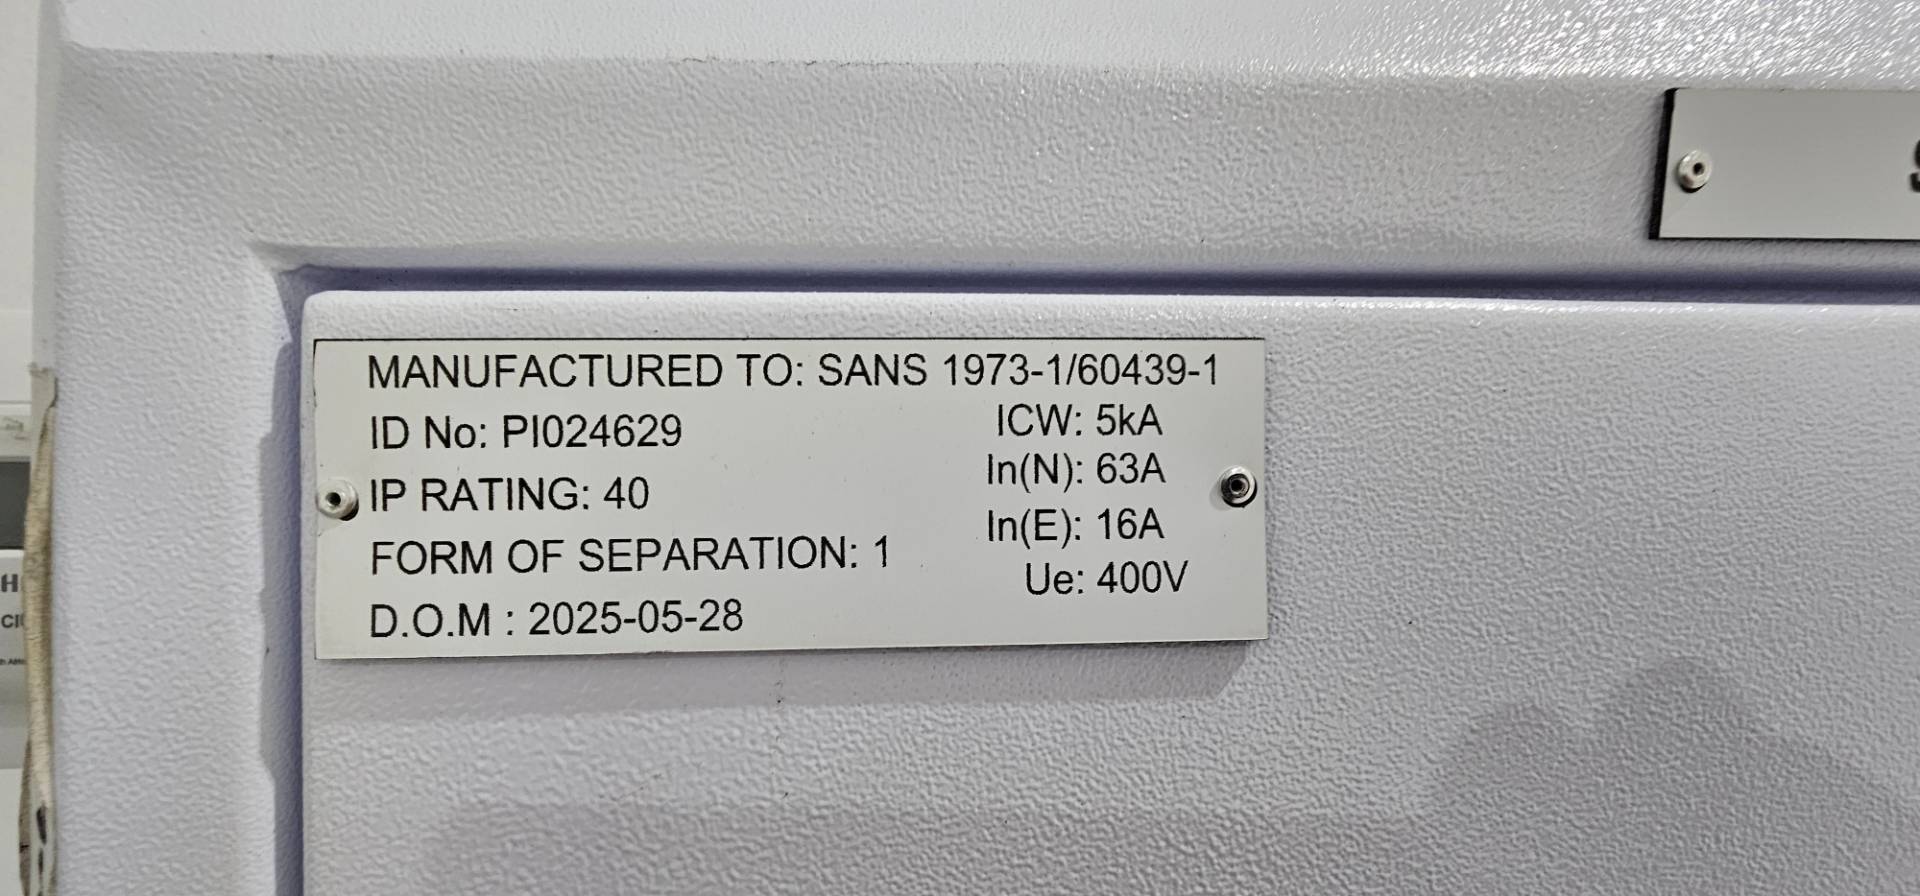 MANUFACTURED TO: SANS 1973-1/60439-1
ID No: PI024629
ICW: 5kA
IP RATING: 40
In(N): 63A
FORM OF SEPARATION: 1
In(E): 16A
D.O.M : 2025-05-28
Ue: 400V